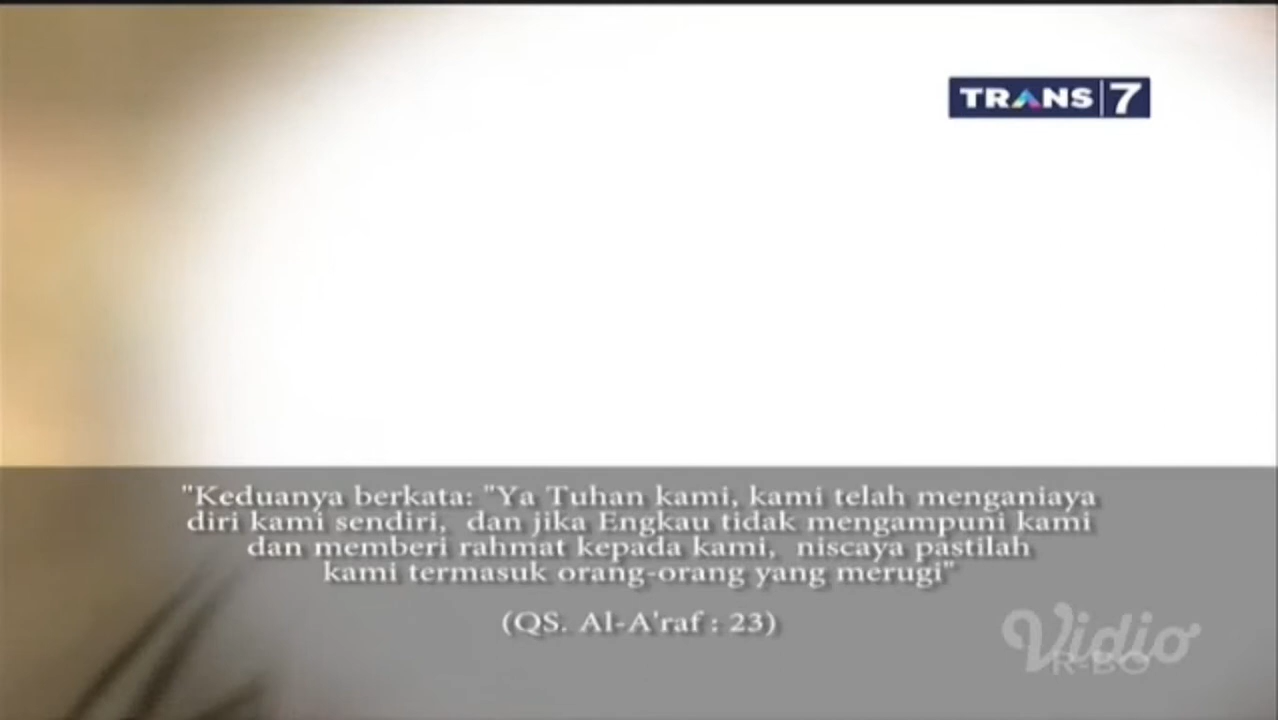 TRANS 7
"Keduanya berkata: "Ya Tuhan kami, kami telah menganiaya
diri kami sendiri, dan jika Engkau tidak mengampuni kami
dan memberi rahmat kepada kami, niscaya pastilah
kami termasuk orang-orang yang merugi"
(QS. Al-A'raf : 23)
Vidio
R-BO